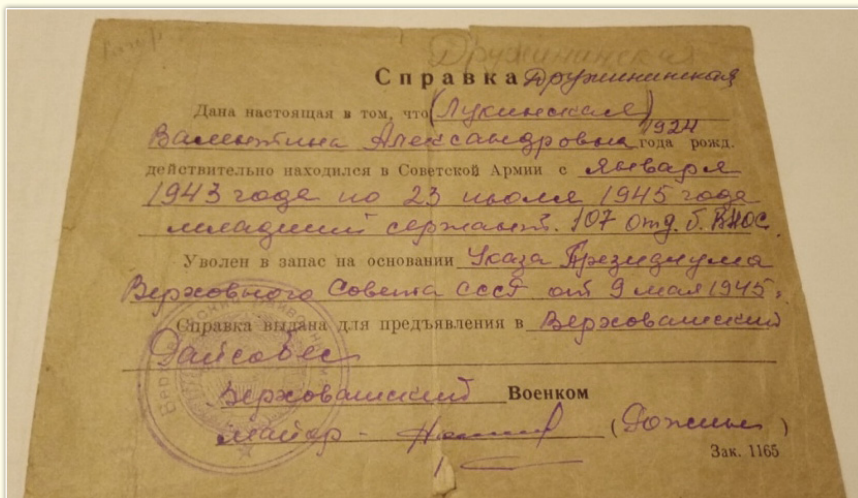 Дружининская
Справка Дружининская
Дана настоящая в том, что (Лукинская)
Валентина Александровна 1924 года рожд.
действительно находился в Советской Армии с января
1943 года по 23 июля 1945 года
младший сержант. 107 отд. б. ВНОС
Уволен в запас на основании Указа Президиума
Верховного Совета СССР от 9 мая 1945г
Справка выдана для предъявления в Верховажский
Райсобес
Верховажский Военком
майор -
Зак. 1165